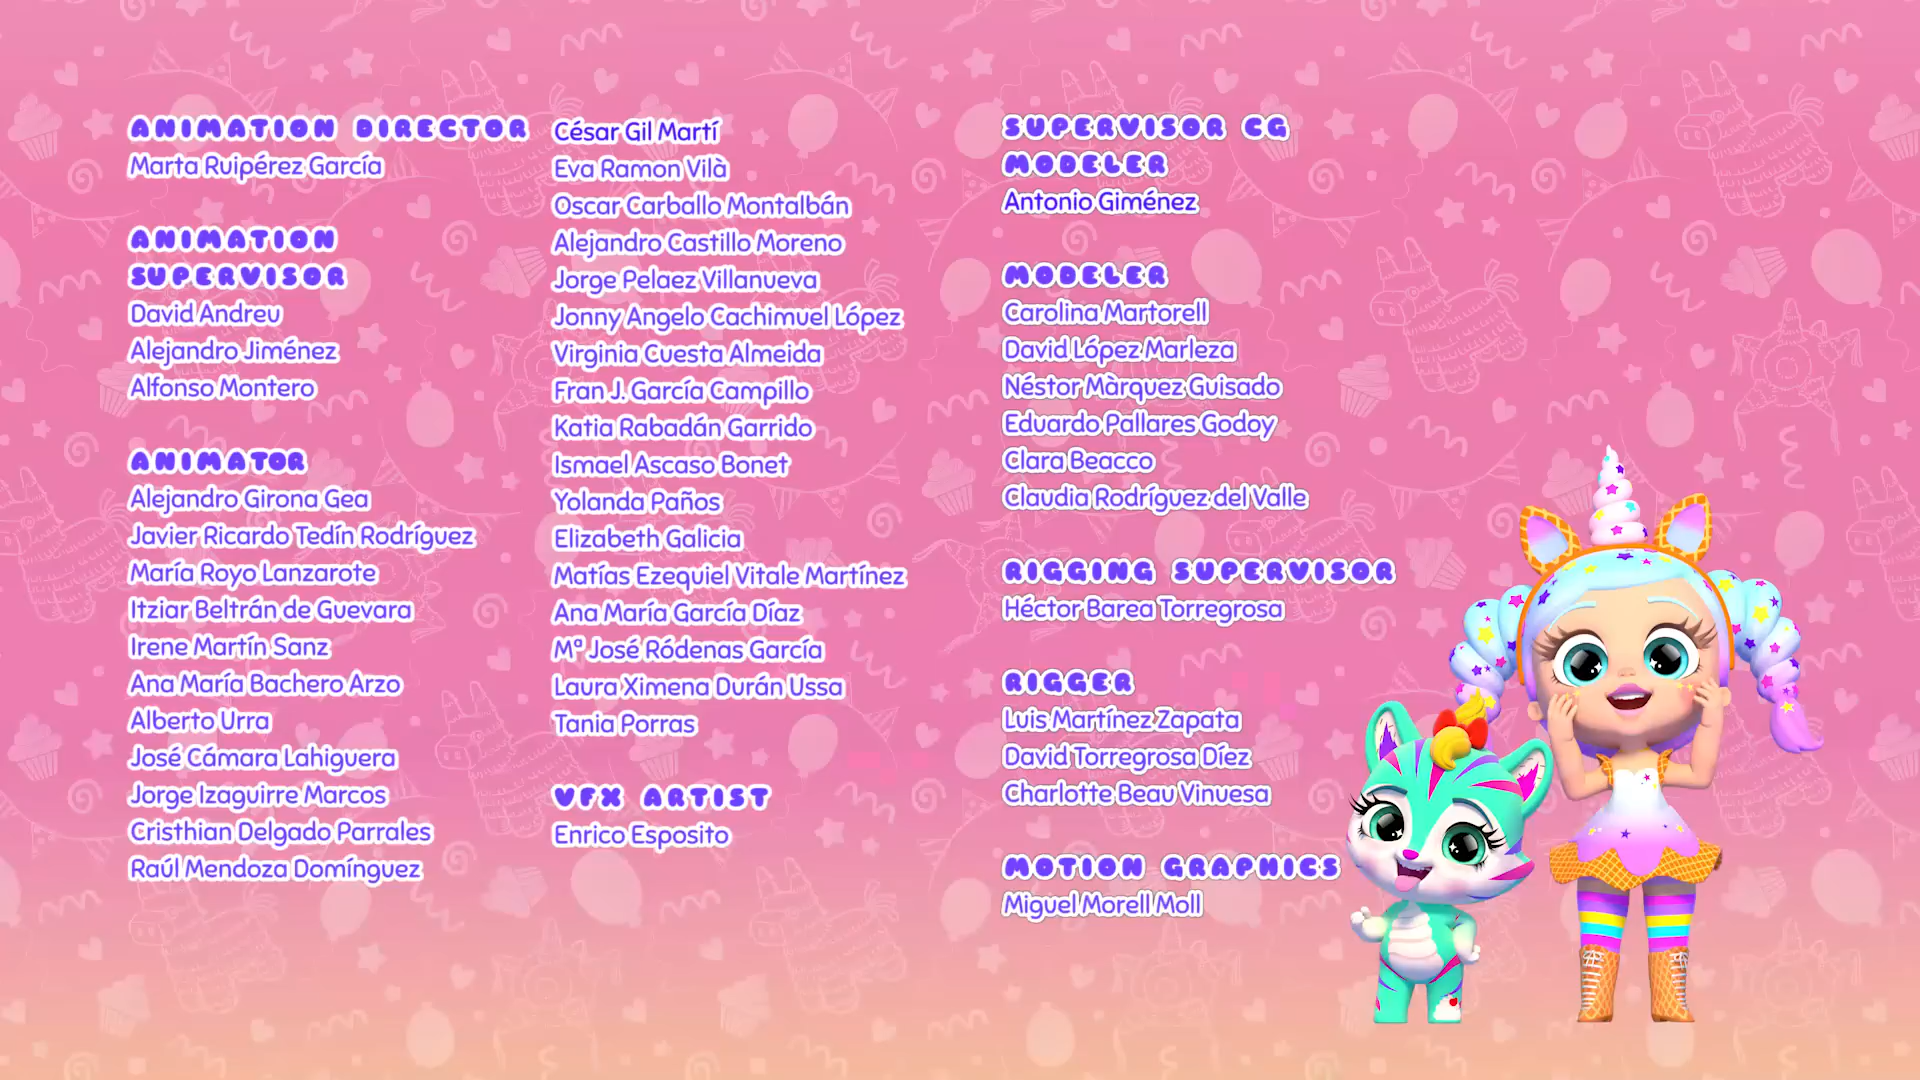 ANIMATION DIRECTOR
Marta Ruipérez García
ANIMATION
SUPERVISOR
David Andreu
Alejandro Jiménez
Alfonso Montero
ANIMATOR
Alejandro Girona Gea
Javier Ricardo Tedín Rodríguez
María Royo Lanzarote
Itziar Beltrán de Guevara
Irene Martín Sanz
Ana María Bachero Arzo
Alberto Urra
José Cámara Lahiguera
Jorge Izaguirre Marcos
Cristhian Delgado Parrales
Raúl Mendoza Domínguez
César Gil Martí
Eva Ramon Vilà
Oscar Carballo Montalbán
Alejandro Castillo Moreno
Jorge Pelaez Villanueva
Jonny Angelo Cachimuel López
Virginia Cuesta Almeida
Fran J. García Campillo
Katia Rabadán Garrido
Ismael Ascaso Bonet
Yolanda Paños
Elizabeth Galicia
Matías Ezequiel Vitale Martínez
Ana María García Díaz
Mª José Ródenas García
Laura Ximena Durán Ussa
Tania Porras
VFX ARTIST
Enrico Esposito
SUPERVISOR CG
MODELER
Antonio Giménez
MODELER
Carolina Martorell
David López Marleza
Néstor Màrquez Guisado
Eduardo Pallares Godoy
Clara Beacco
Claudia Rodríguez del Valle
RIGGING SUPERVISOR
Héctor Barea Torregrosa
RIGGER
Luis Martínez Zapata
David Torregrosa Díez
Charlotte Beau Vinuesa
MOTION GRAPHICS
Miguel Morell Moll